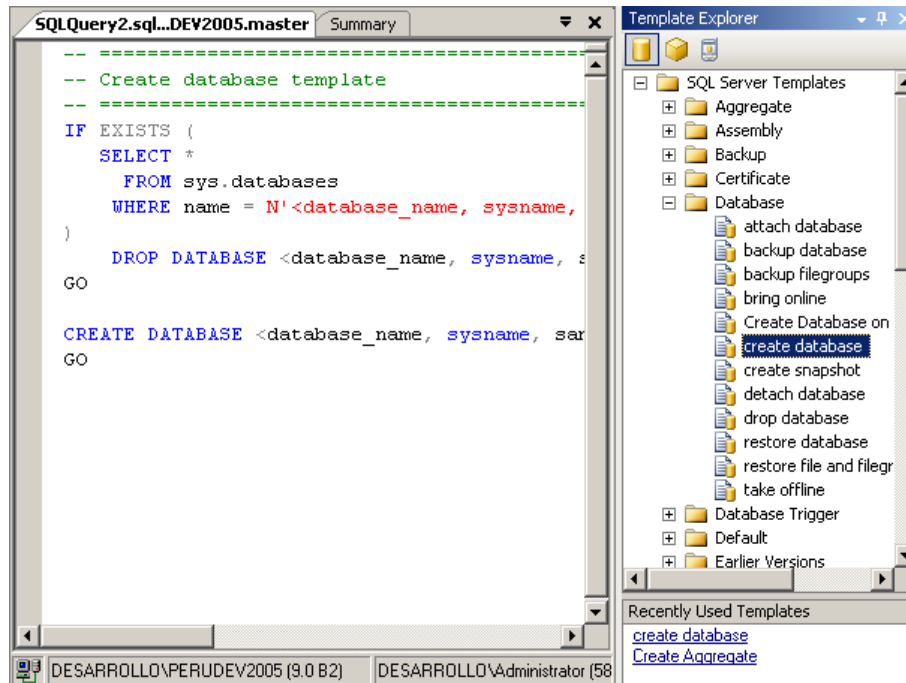 SQLQuery2.sql...DEV2005.master
Summary
-- =============================================
-- Create database template
-- =============================================
IF EXISTS (
SELECT *
FROM sys.databases
WHERE name = N'<database_name, sysname,
)
DROP DATABASE <database_name, sysname, s
GO
CREATE DATABASE <database_name, sysname, sam
GO
DESARROLLO\PERUDEV2005 (9.0 B2)
DESARROLLO\Administrator (58
Template Explorer
SQL Server Templates
Aggregate
Assembly
Backup
Certificate
Database
attach database
backup database
backup filegroups
bring online
Create Database on
create database
create snapshot
detach database
drop database
restore database
restore file and filegr
take offline
Database Trigger
Default
Earlier Versions
Recently Used Templates
create database
Create Aggregate